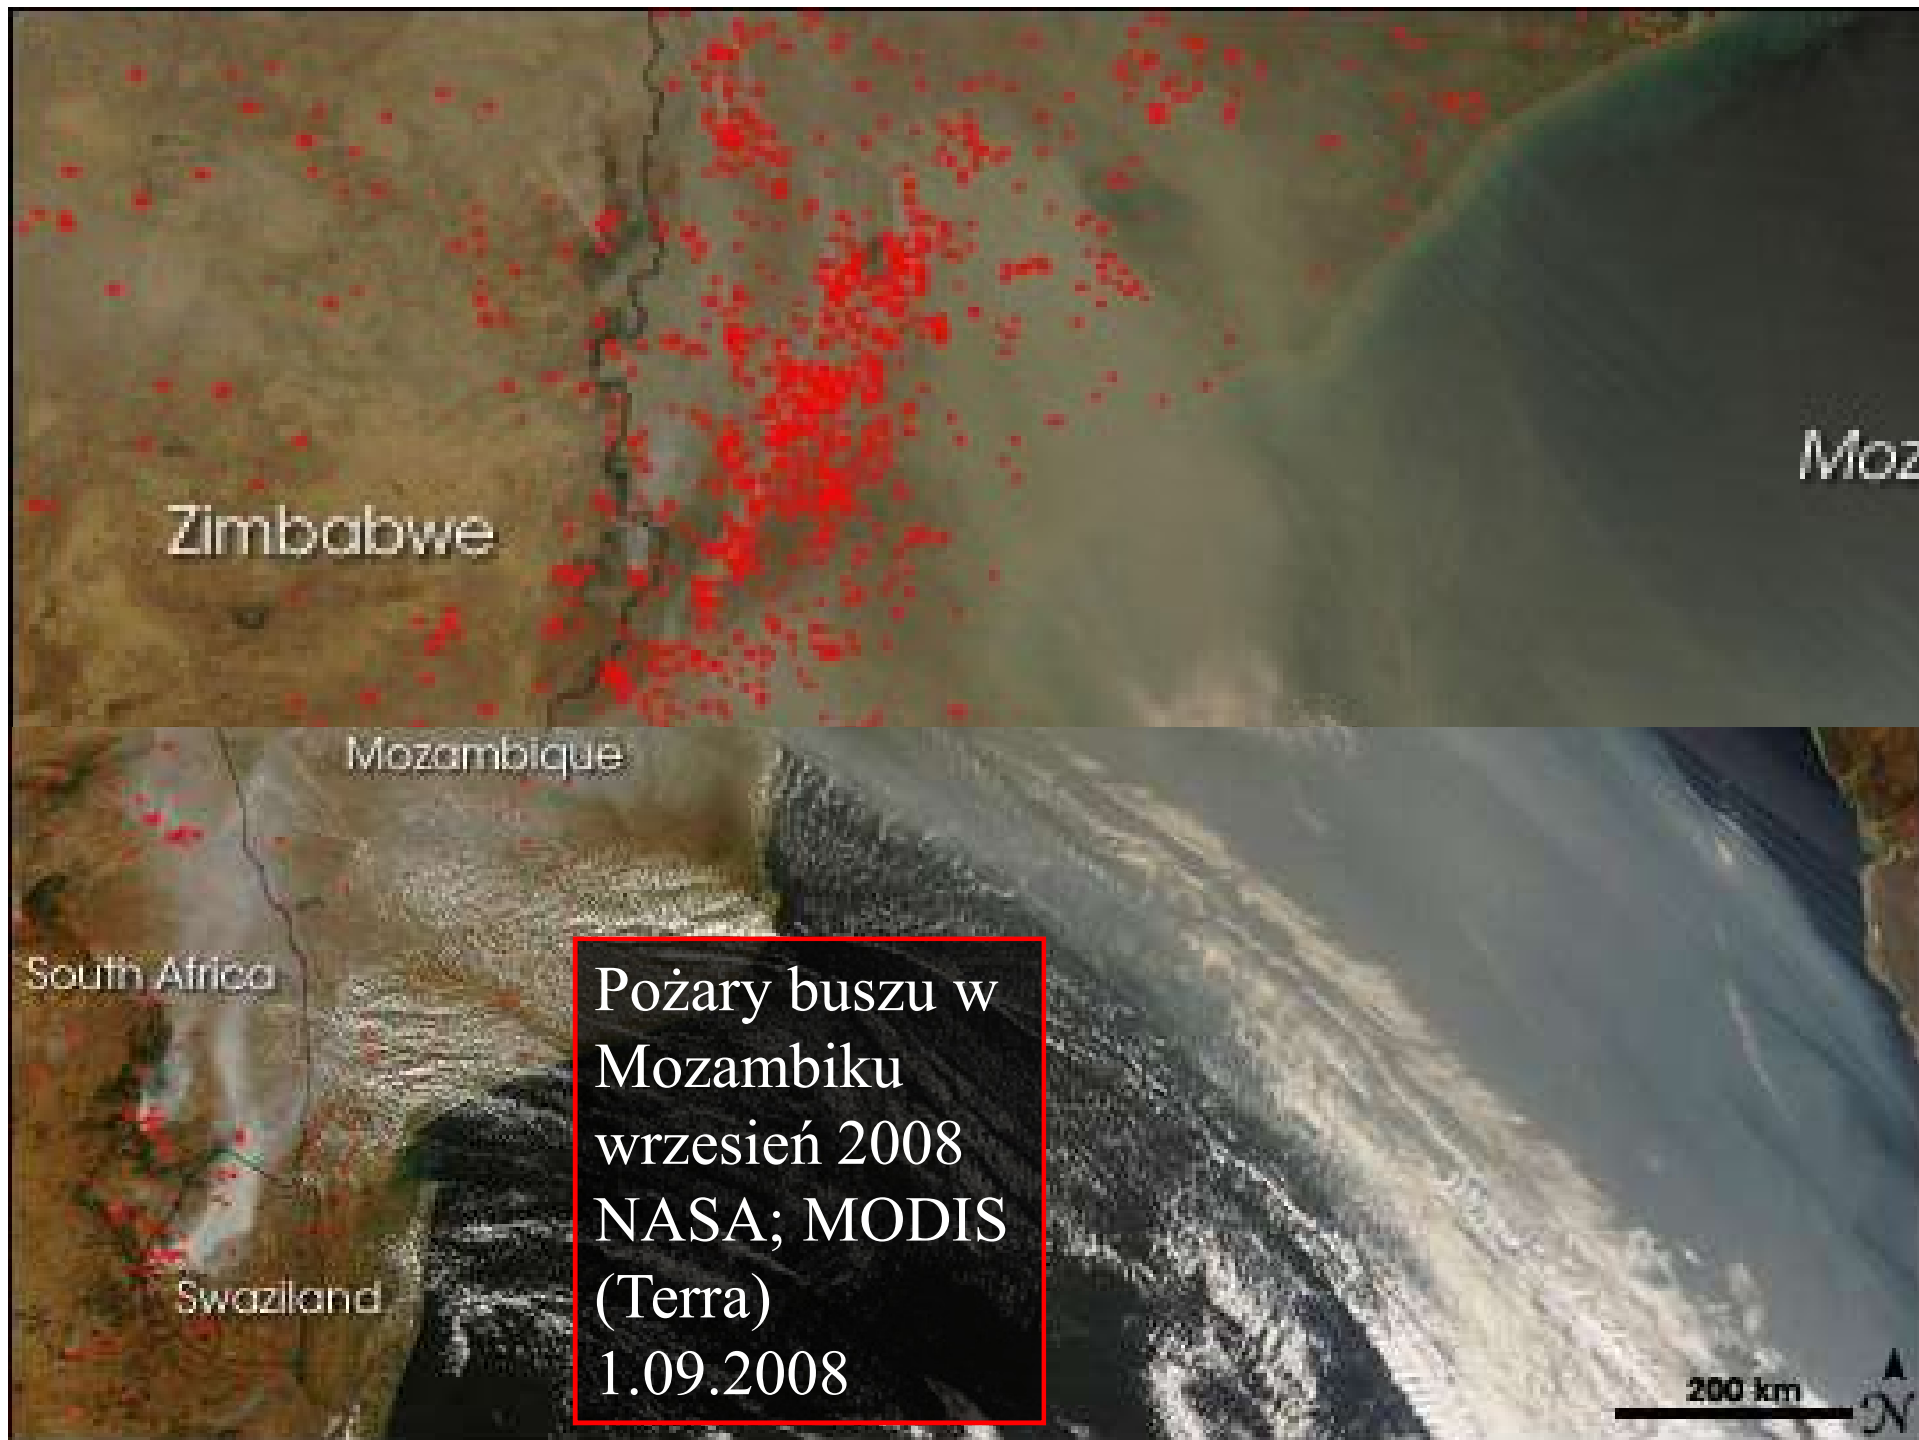 Moz
Zimbabwe
Mozambique
South Africa
Pożary buszu w
Mozambiku
wrzesień 2008
NASA; MODIS
(Terra)
1.09.2008
Swaziland
200 km
N